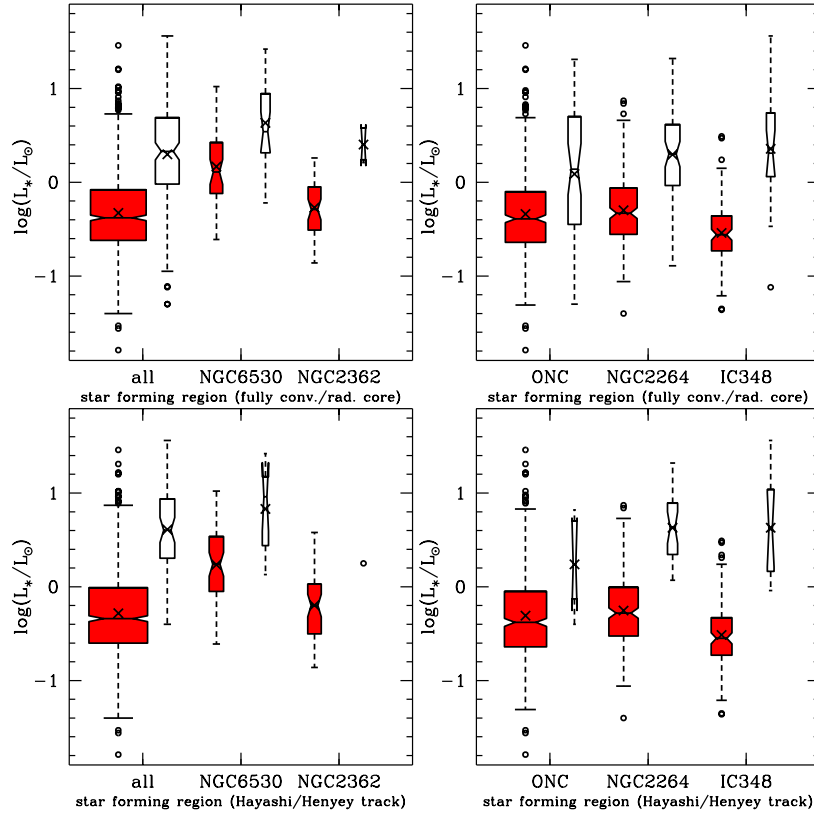 log(L*/L⊙)
1
0
−1
all NGC6530 NGC2362
star forming region (fully conv./rad. core)
log(L*/L⊙)
1
0
−1
ONC NGC2264 IC348
star forming region (fully conv./rad. core)
log(L*/L⊙)
1
0
−1
all NGC6530 NGC2362
star forming region (Hayashi/Henyey track)
log(L*/L⊙)
1
0
−1
ONC NGC2264 IC348
star forming region (Hayashi/Henyey track)